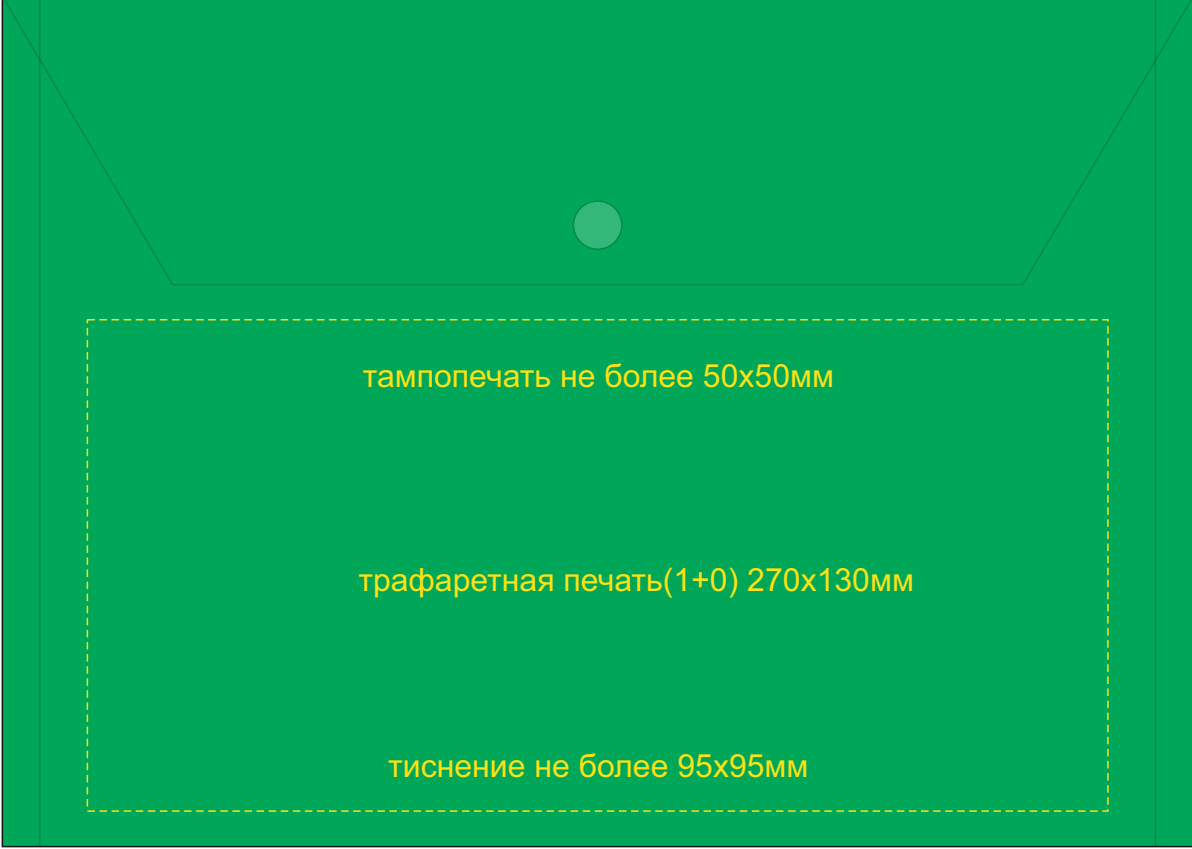 тампопечать не более 50х50мм
трафаретная печать(1+0) 270х130мм
тиснение не более 95х95мм